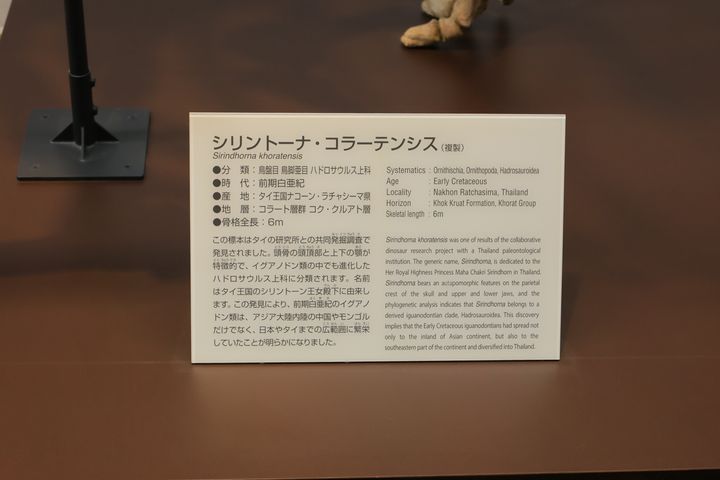 シリントーナ・コラーテンシス（複製）
Sirindhorna khoratensis
●分　類：鳥盤目 鳥脚亜目 ハドロサウルス上科
●時　代：前期白亜紀
●産　地：タイ王国ナコーン・ラチャシーマ県
●地　層：コラート層群 コク・クルアト層
●骨格全長：6m
この標本はタイの研究所との共同発掘調査で
発見されました。頭骨の頭頂部と上下の顎が
特徴的で、イグアノドン類の中でも進化した
ハドロサウルス上科に分類されます。名前
はタイ王国のシリントーン王女殿下に由来し
ます。この発見により、前期白亜紀のイグアノ
ドン類は、アジア大陸内陸の中国やモンゴル
だけでなく、日本やタイまでの広範囲に繁栄
していたことが明らかになりました。
Systematics : Ornithischia, Ornithopoda, Hadrosauroidea
Age : Early Cretaceous
Locality : Nakhon Ratchasima, Thailand
Horizon : Khok Kruat Formation, Khorat Group
Skeletal length : 6m
Sirindhorna khoratensis was one of results of the collaborative
dinosaur research project with a Thailand paleontological
institution. The generic name, Sirindhorna, is dedicated to the
Her Royal Highness Princess Maha Chakri Sirindhorn in Thailand.
Sirindhorna bears an autapomorphic features on the parietal
crest of the skull and upper and lower jaws, and the
phylogenetic analysis indicates that Sirindhorna belongs to a
derived iguanodontian clade, Hadrosauroidea. This discovery
implies that the Early Cretaceous iguanodontians had spread not
only to the inland of Asian continent, but also to the
southeastern part of the continent and diversified into Thailand.